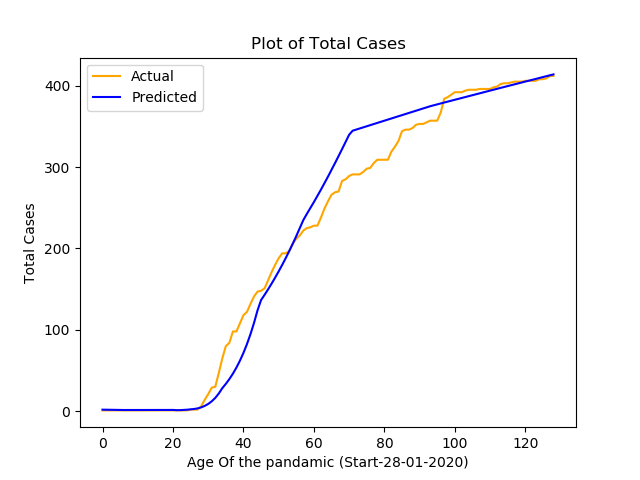 Plot of Total Cases
Actual
Predicted
400
300
200
100
0
Total Cases
0 20 40 60 80 100 120
Age Of the pandamic (Start-28-01-2020)